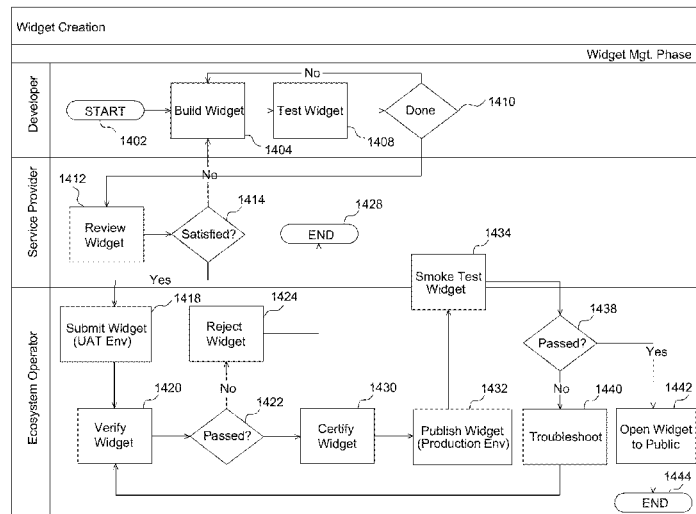 Widget Creation
Widget Mgt. Phase
Developer
No
START
1402
Build Widget
1404
Test Widget
1408
Done
1410
Service Provider
1412
Review
Widget
No
Satisfied?
1414
1428
END
1434
Smoke Test
Widget
Yes
Ecosystem Operator
1418
Submit Widget
(UAT Env)
1424
Reject
Widget
1438
Passed?
Yes
No
1420
Verify
Widget
No
1422
Passed?
1430
Certify
Widget
1432
Publish Widget
(Production Env)
1440
Troubleshoot
1442
Open Widget
to Public
1444
END